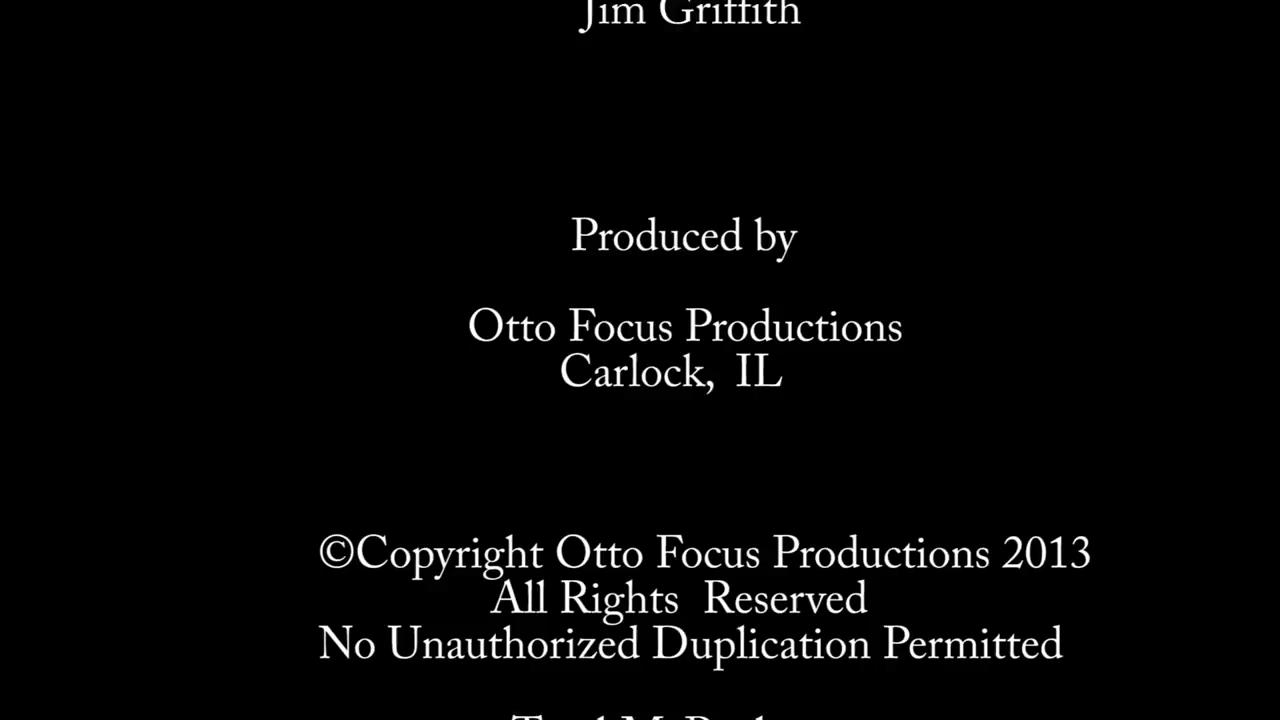 Jim Griffith
Produced by
Otto Focus Productions
Carlock, IL
©Copyright Otto Focus Productions 2013
All Rights Reserved
No Unauthorized Duplication Permitted